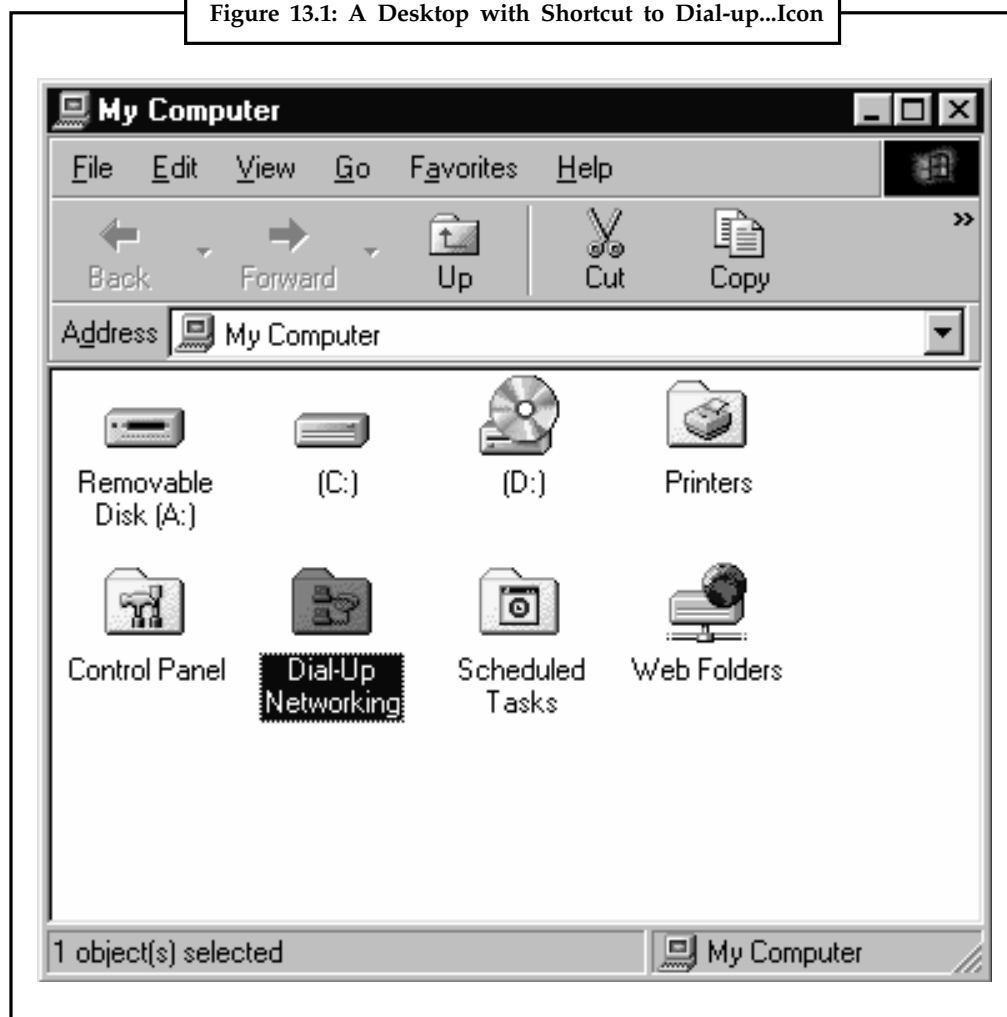 Figure 13.1: A Desktop with Shortcut to Dial-up...Icon
My Computer
File Edit View Go Favorites Help
Back Forward Up Cut Copy »
Address My Computer
Removable Disk (A:)
(C:)
(D:)
Printers
Control Panel
Dial-Up Networking
Scheduled Tasks
Web Folders
1 object(s) selected My Computer